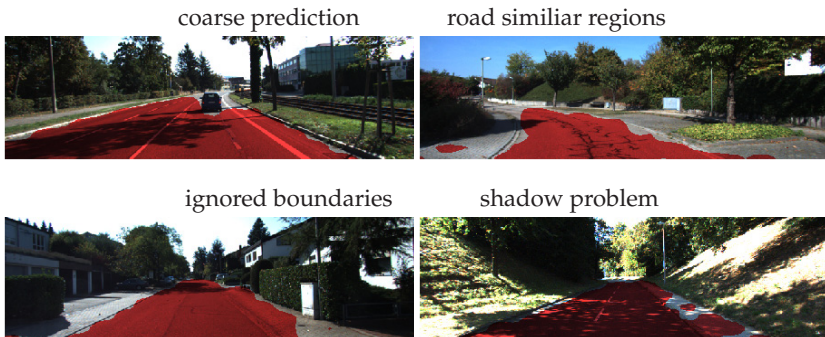 coarse prediction
road similiar regions
ignored boundaries
shadow problem